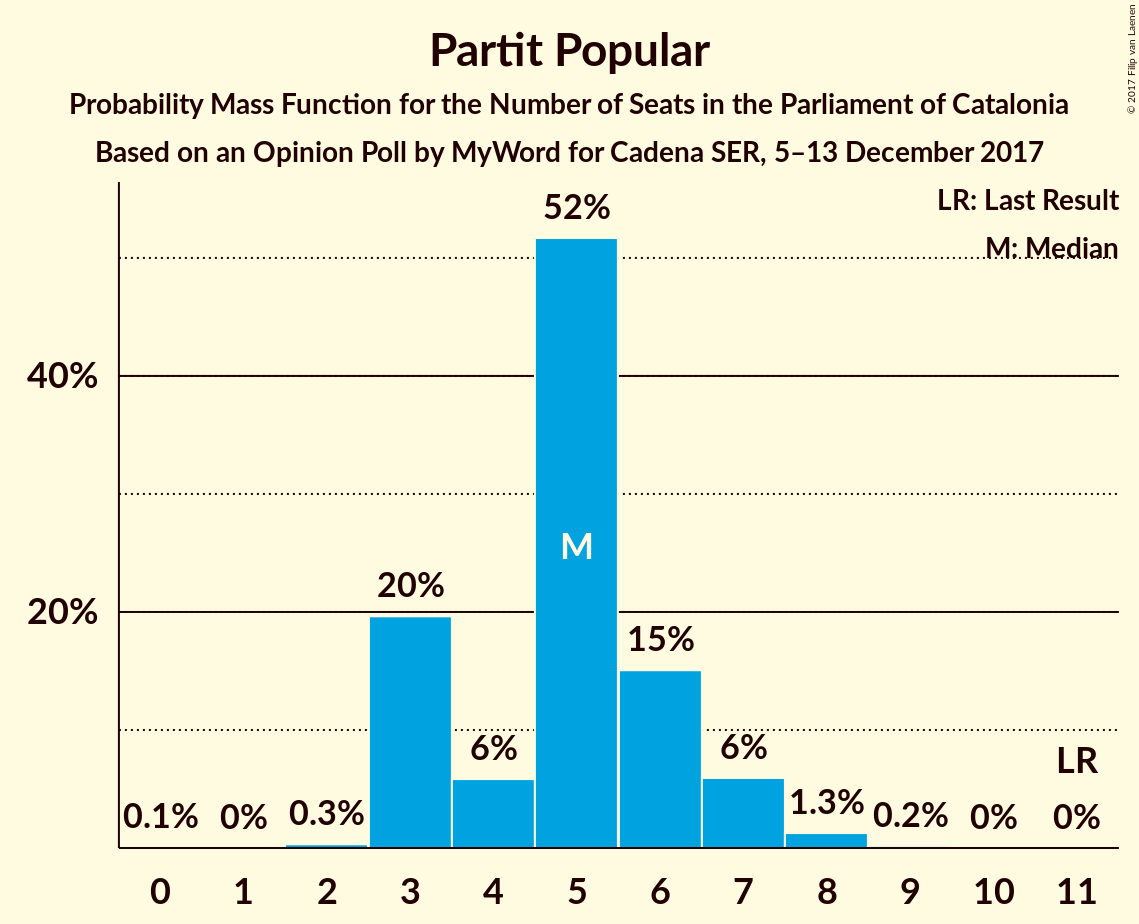 Partit Popular
Probability Mass Function for the Number of Seats in the Parliament of Catalonia
Based on an Opinion Poll by MyWord for Cadena SER, 5–13 December 2017
© 2017 Filip van Laenen
LR: Last Result
M: Median
52%
40%
M
20%
20%
15%
6%
6%
LR
0.1%
0%
0.3%
1.3%
0.2%
0%
0%
0 1 2 3 4 5 6 7 8 9 10 11